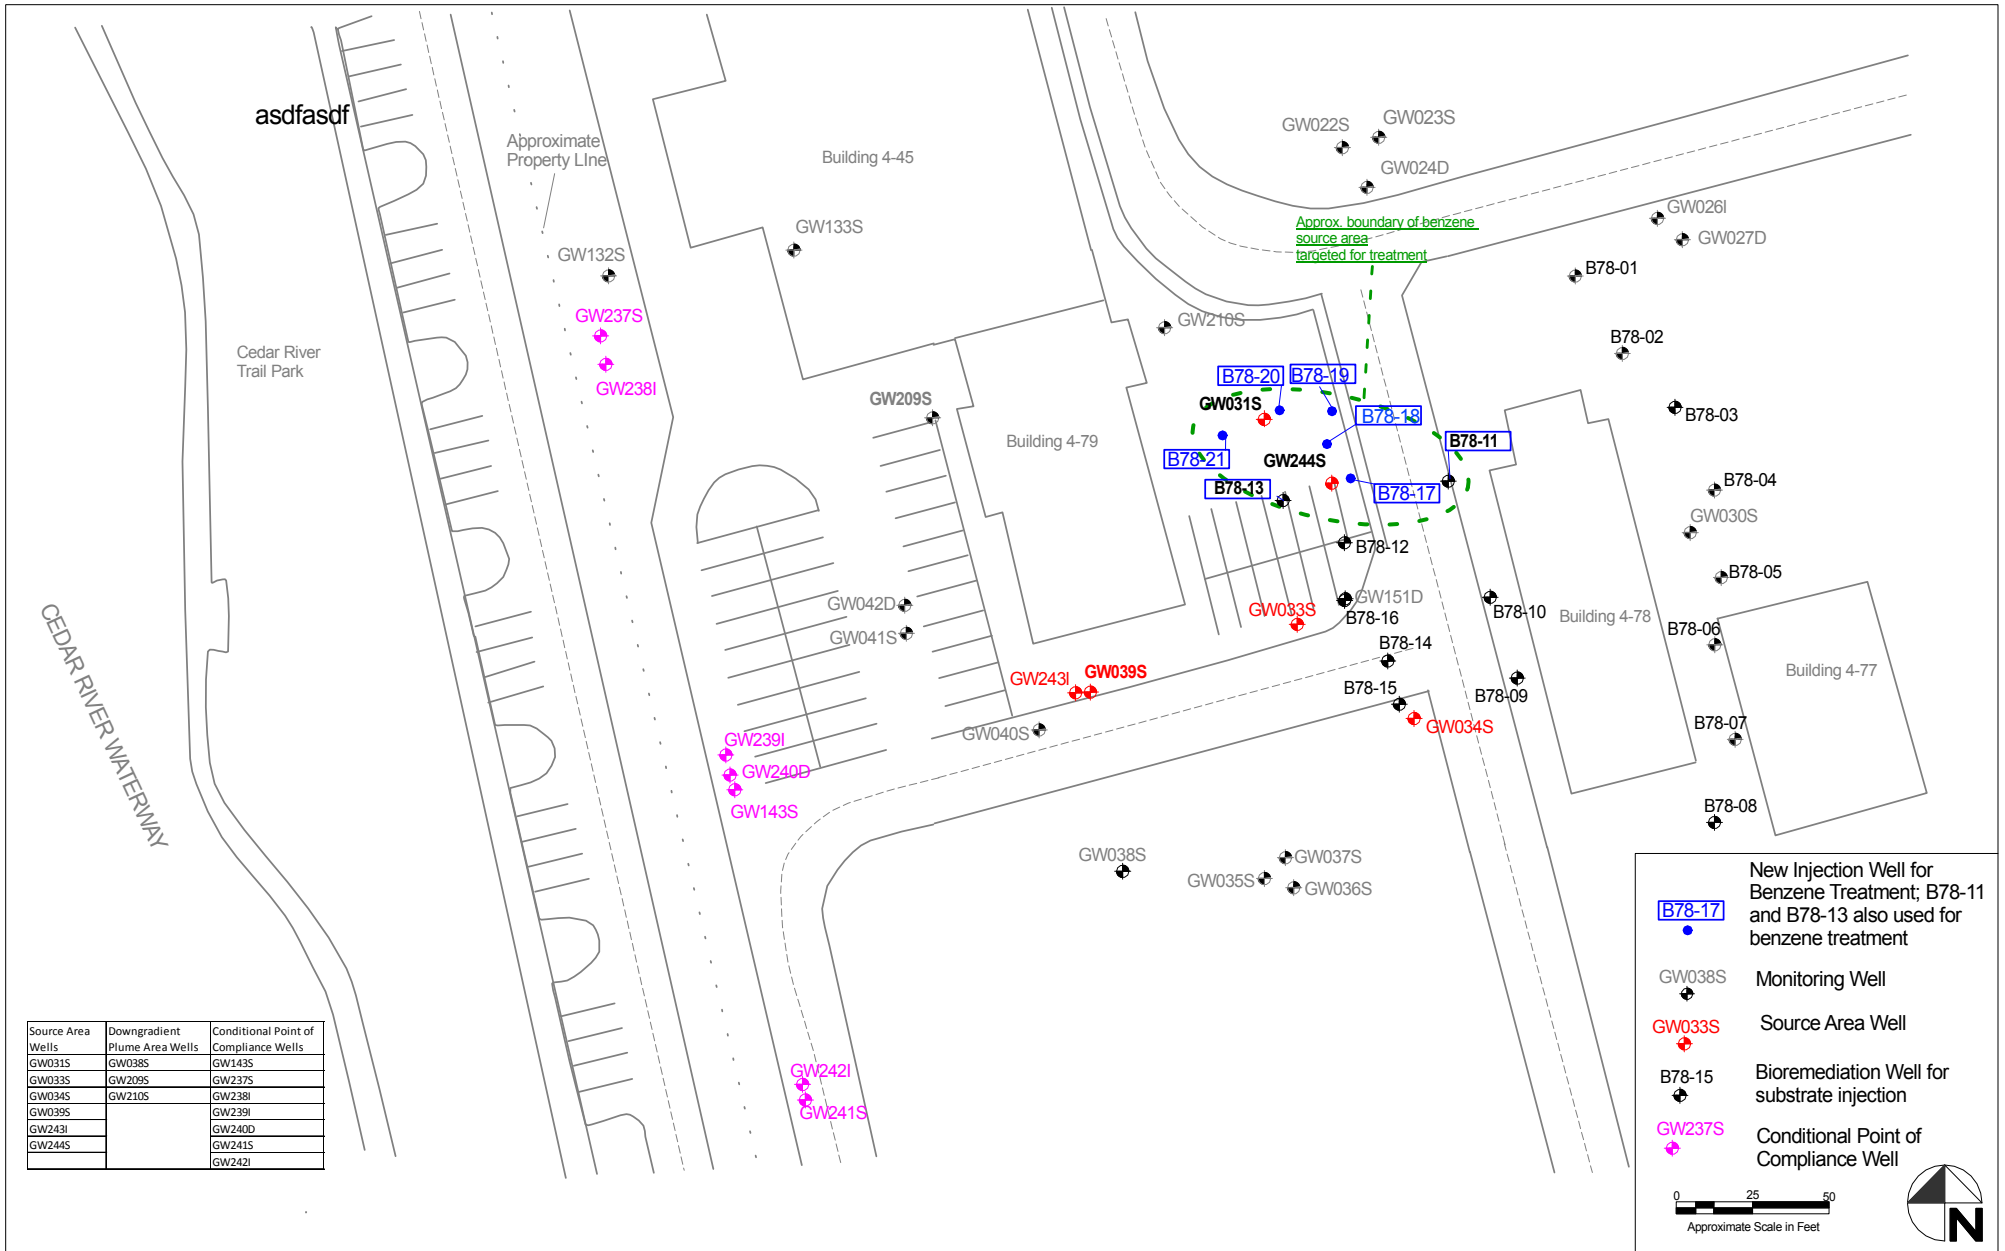 asdfasdf
Approximate
Property LIne
Building 4-45
GW022S
GW023S
GW024D
GW026I
GW027D
GW133S
GW132S
Approx. boundary of benzene
source area
targeted for treatment
B78-01
GW237S
GW238I
Cedar River
Trail Park
GW210S
B78-02
B78-20
B78-19
GW209S
GW031S
B78-18
B78-03
Building 4-79
B78-11
B78-21
GW244S
B78-13
B78-17
B78-04
GW030S
B78-12
B78-05
GW042D
GW041S
GW151D
GW033S
B78-16
B78-10
Building 4-78
B78-06
B78-14
Building 4-77
CEDAR RIVER WATERWAY
GW243I
GW039S
B78-15
B78-09
GW034S
B78-07
GW040S
GW239I
GW240D
GW143S
B78-08
GW038S
GW037S
GW035S
GW036S
GW242I
GW241S
B78-17
New Injection Well for
Benzene Treatment; B78-11
and B78-13 also used for
benzene treatment
GW038S
Monitoring Well
GW033S
Source Area Well
B78-15
Bioremediation Well for
substrate injection
GW237S
Conditional Point of
Compliance Well
0 25 50
Approximate Scale in Feet
N
Source Area Downgradient Conditional Point of
Wells Plume Area Wells Compliance Wells
GW031S GW038S GW143S
GW033S GW209S GW237S
GW034S GW210S GW238I
GW039S GW239I
GW243I GW240D
GW244S GW241S
GW242I